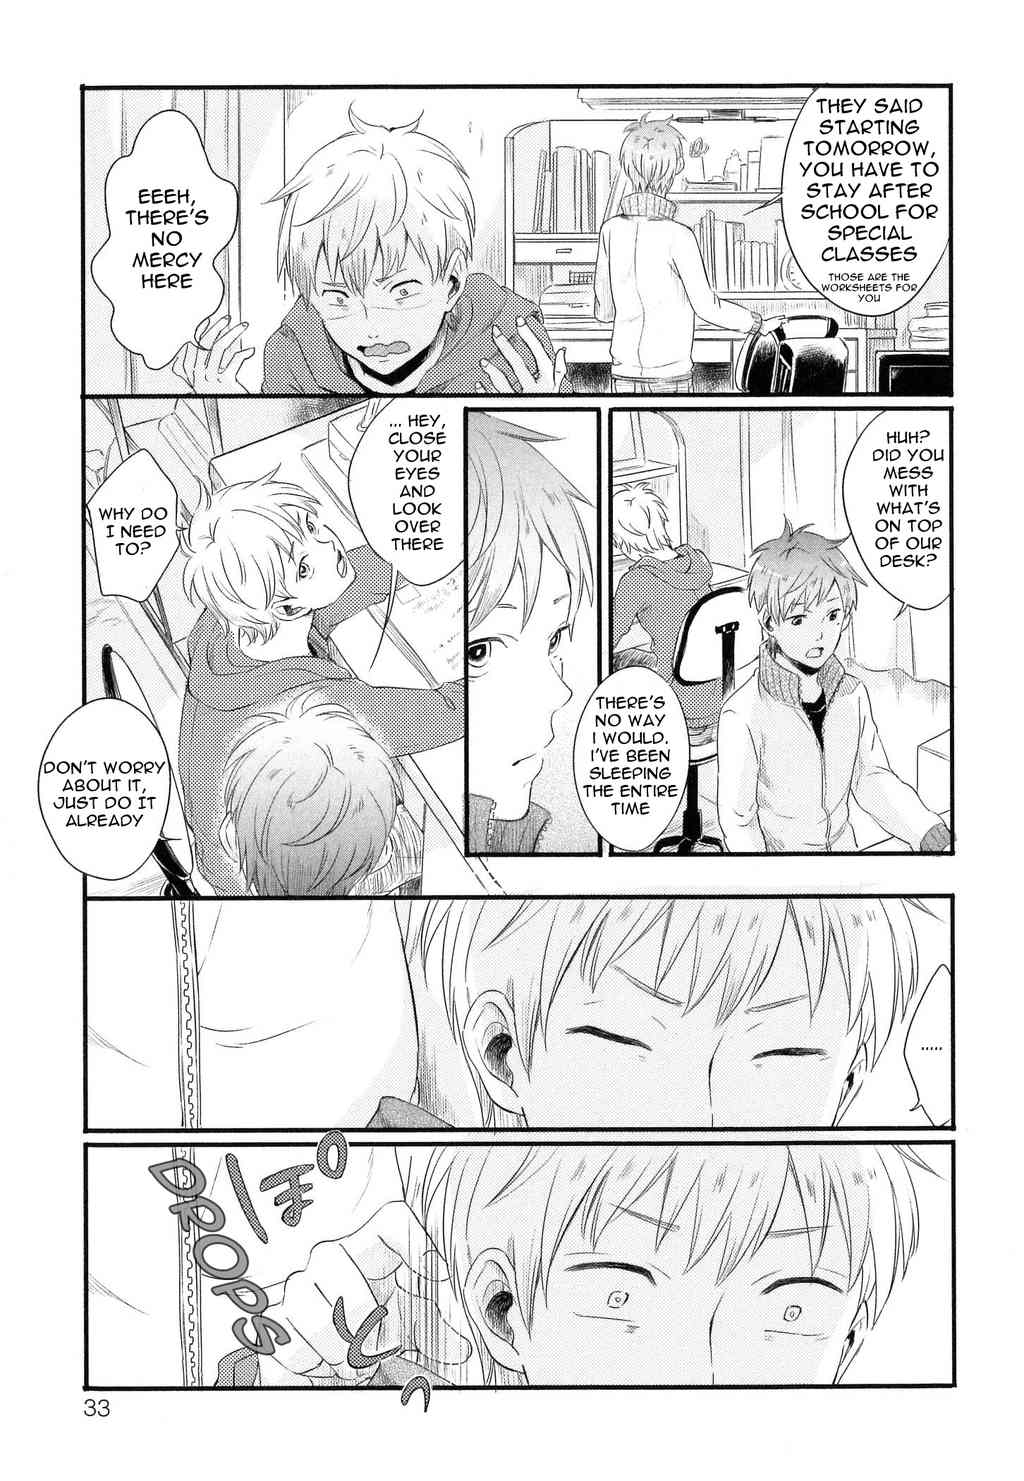 THEY SAID
STARTING
TOMORROW,
YOU HAVE TO
STAY AFTER
SCHOOL FOR
SPECIAL
CLASSES
THOSE ARE THE
WORKSHEETS FOR
YOU
EEEH,
THERE'S
NO
MERCY
HERE
HUH?
DID YOU
MESS
WITH
WHAT'S
ON TOP
OF OUR
DESK?
THERE'S
NO WAY
I WOULD.
I'VE BEEN
SLEEPING
THE ENTIRE
TIME
... HEY,
CLOSE
YOUR
EYES
AND
LOOK
OVER
THERE
WHY DO
I NEED
TO?
DON'T WORRY
ABOUT IT,
JUST DO IT
ALREADY
.....
ぽとっ
DROPS
33